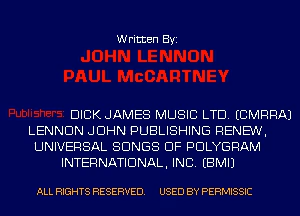 Written By:
JOHN LENNON
PAUL McCARTNEY
Publishers: DICK JAMES MUSIC LTD. (CMRRA)
LENNON JOHN PUBLISHING RENEW,
UNIVERSAL SONGS OF POLYGRAM
INTERNATIONAL, INC. (BMI)
ALL RIGHTS RESERVED. USED BY PERMISSIC